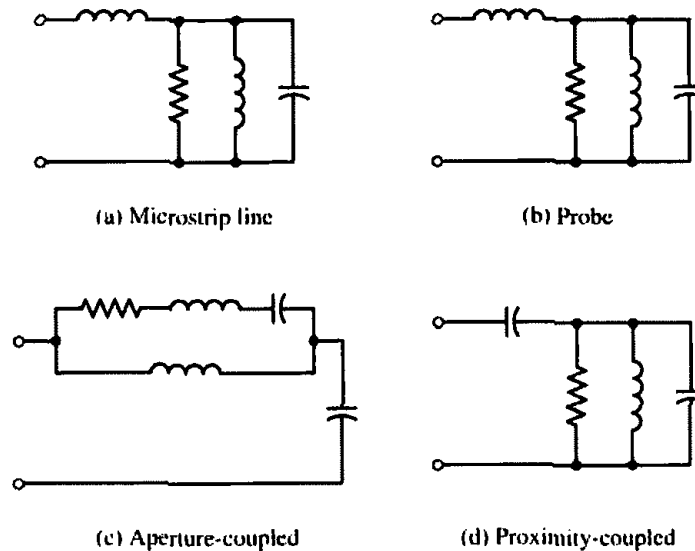 (a) Microstrip line
(b) Probe
(c) Aperture-coupled
(d) Proximity-coupled